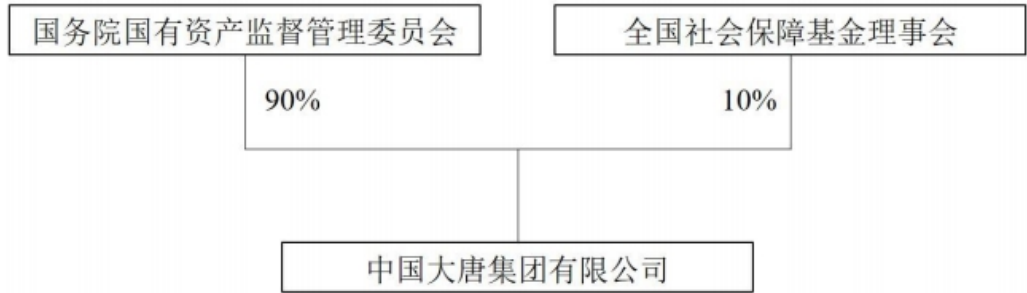 国务院国有资产监督管理委员会
全国社会保障基金理事会
90%
10%
中国大唐集团有限公司